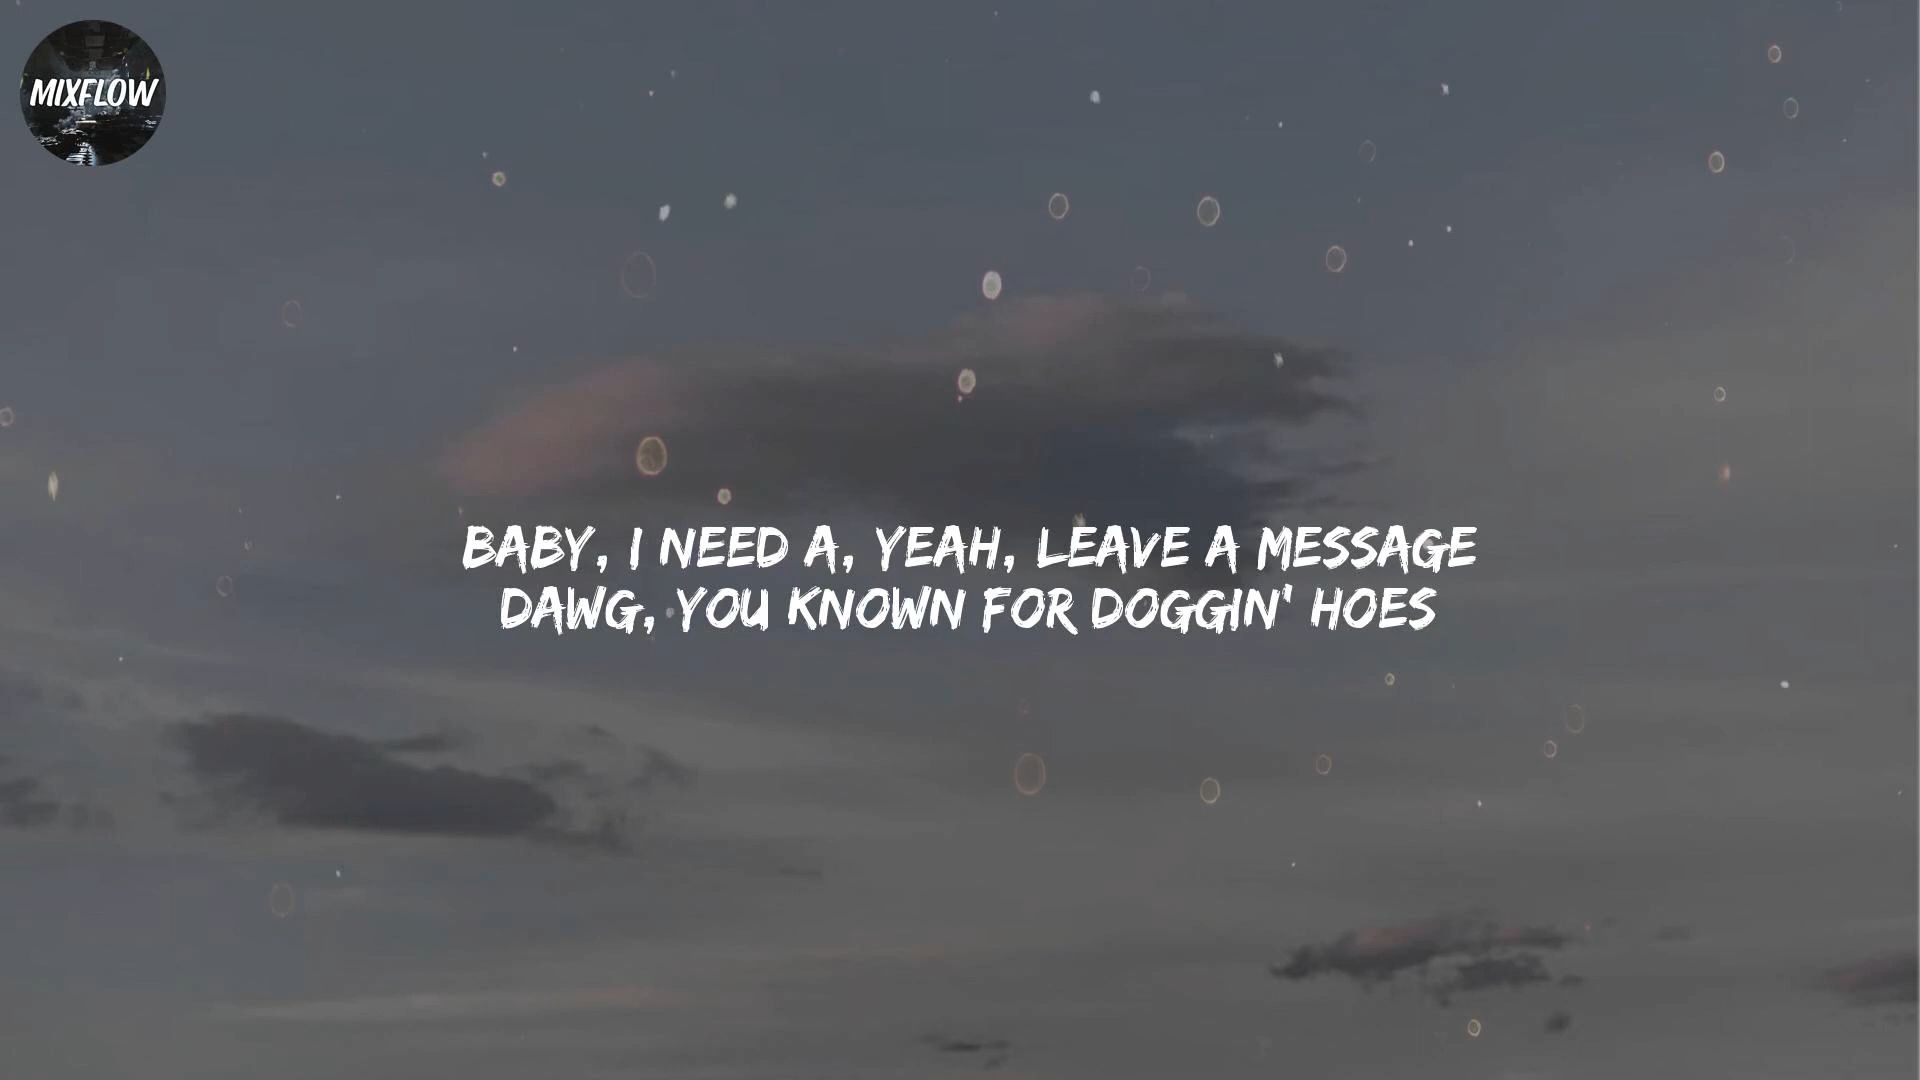 MIXFLOW
BABY, I NEED A, YEAH, LEAVE A MESSAGE
DAWG, YOU KNOWN FOR DOGGIN' HOES